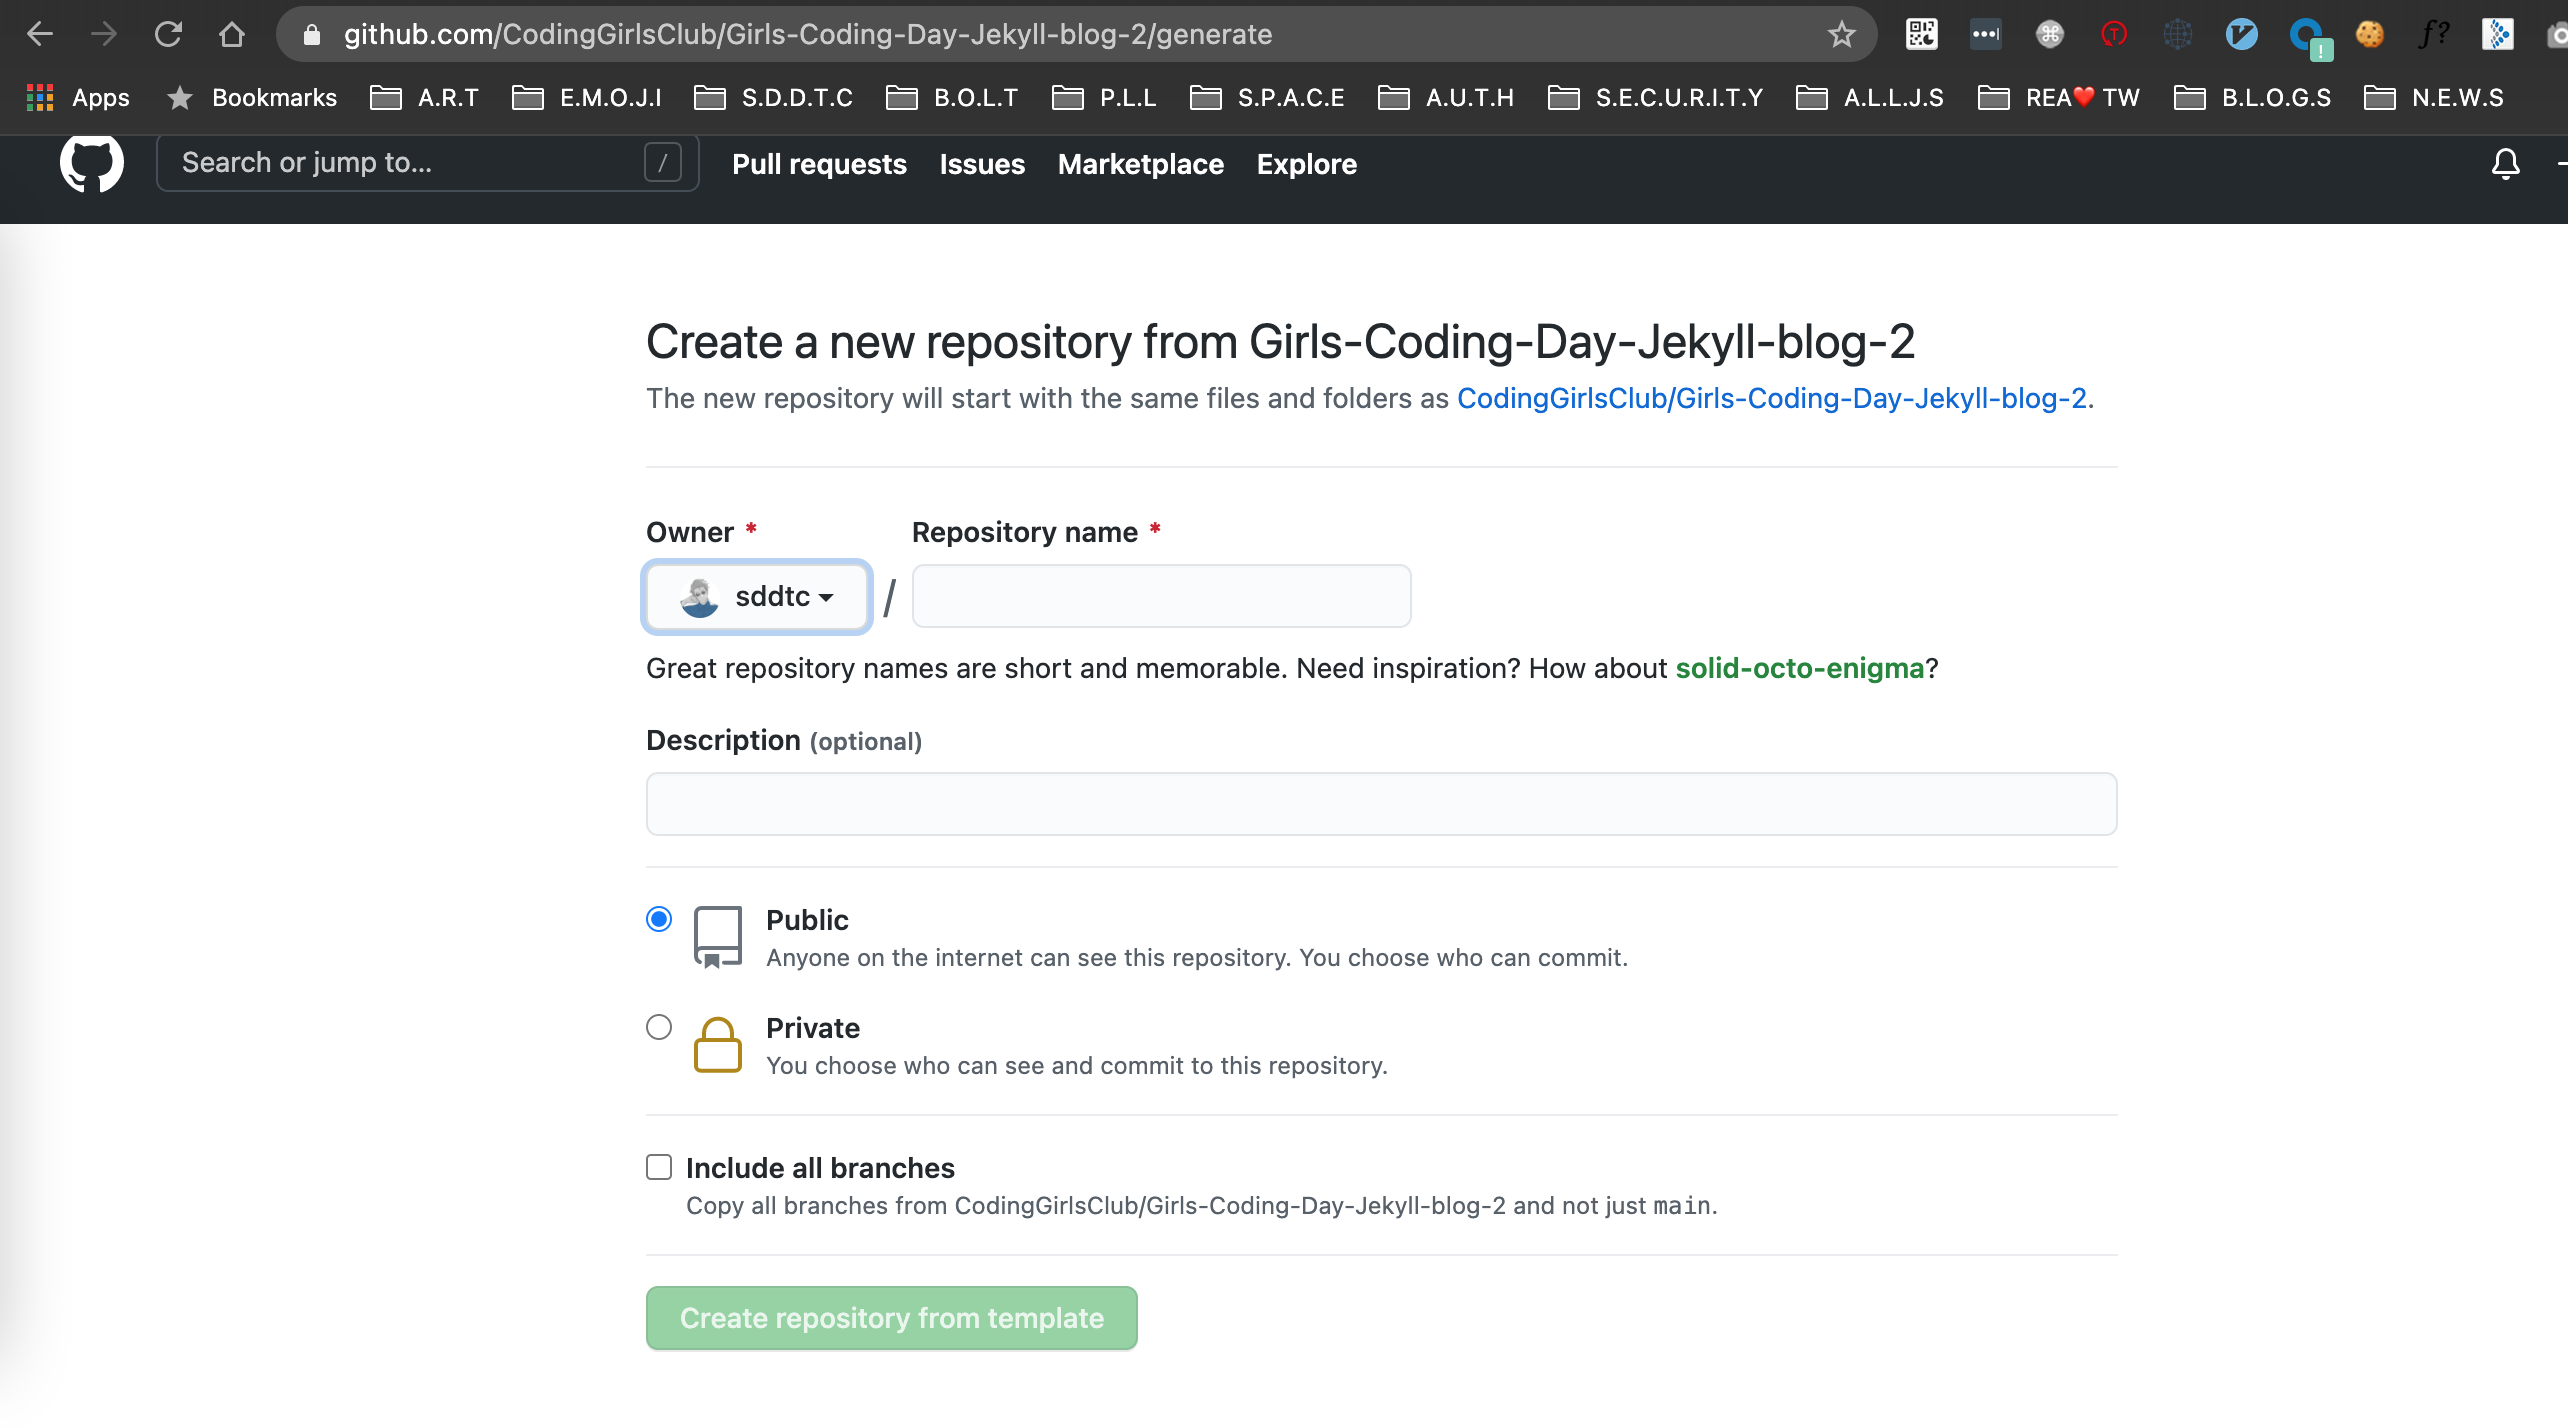 github.com/CodingGirlsClub/Girls-Coding-Day-Jekyll-blog-2/generate
Apps Bookmarks A.R.T E.M.O.J.I S.D.D.T.C B.O.L.T P.L.L S.P.A.C.E A.U.T.H S.E.C.U.R.I.T.Y A.L.L.J.S REA❤️TW B.L.O.G.S N.E.W.S
Search or jump to... / Pull requests Issues Marketplace Explore
Create a new repository from Girls-Coding-Day-Jekyll-blog-2
The new repository will start with the same files and folders as CodingGirlsClub/Girls-Coding-Day-Jekyll-blog-2.
Owner * Repository name *
sddtc /
Great repository names are short and memorable. Need inspiration? How about solid-octo-enigma?
Description (optional)
Public
Anyone on the internet can see this repository. You choose who can commit.
Private
You choose who can see and commit to this repository.
Include all branches
Copy all branches from CodingGirlsClub/Girls-Coding-Day-Jekyll-blog-2 and not just main.
Create repository from template